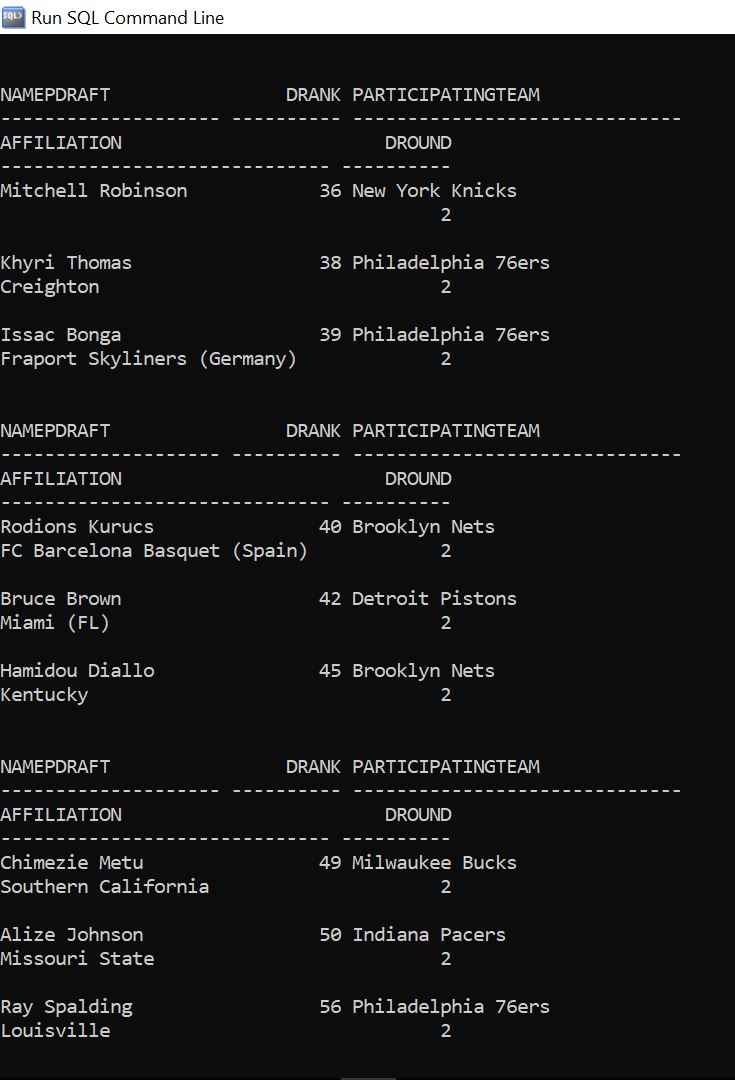 SQL> Run SQL Command Line
NAMEPDRAFT                DRANK PARTICIPATINGTEAM
-------------------- ---------- ------------------------------
AFFILIATION                        DROUND
------------------------------ ----------
Mitchell Robinson            36 New York Knicks
                                        2
Khyri Thomas                 38 Philadelphia 76ers
Creighton                               2
Issac Bonga                  39 Philadelphia 76ers
Fraport Skyliners (Germany)             2
NAMEPDRAFT                DRANK PARTICIPATINGTEAM
-------------------- ---------- ------------------------------
AFFILIATION                        DROUND
------------------------------ ----------
Rodions Kurucs               40 Brooklyn Nets
FC Barcelona Basquet (Spain)            2
Bruce Brown                  42 Detroit Pistons
Miami (FL)                              2
Hamidou Diallo               45 Brooklyn Nets
Kentucky                                2
NAMEPDRAFT                DRANK PARTICIPATINGTEAM
-------------------- ---------- ------------------------------
AFFILIATION                        DROUND
------------------------------ ----------
Chimezie Metu                49 Milwaukee Bucks
Southern California                     2
Alize Johnson                50 Indiana Pacers
Missouri State                          2
Ray Spalding                 56 Philadelphia 76ers
Louisville                              2